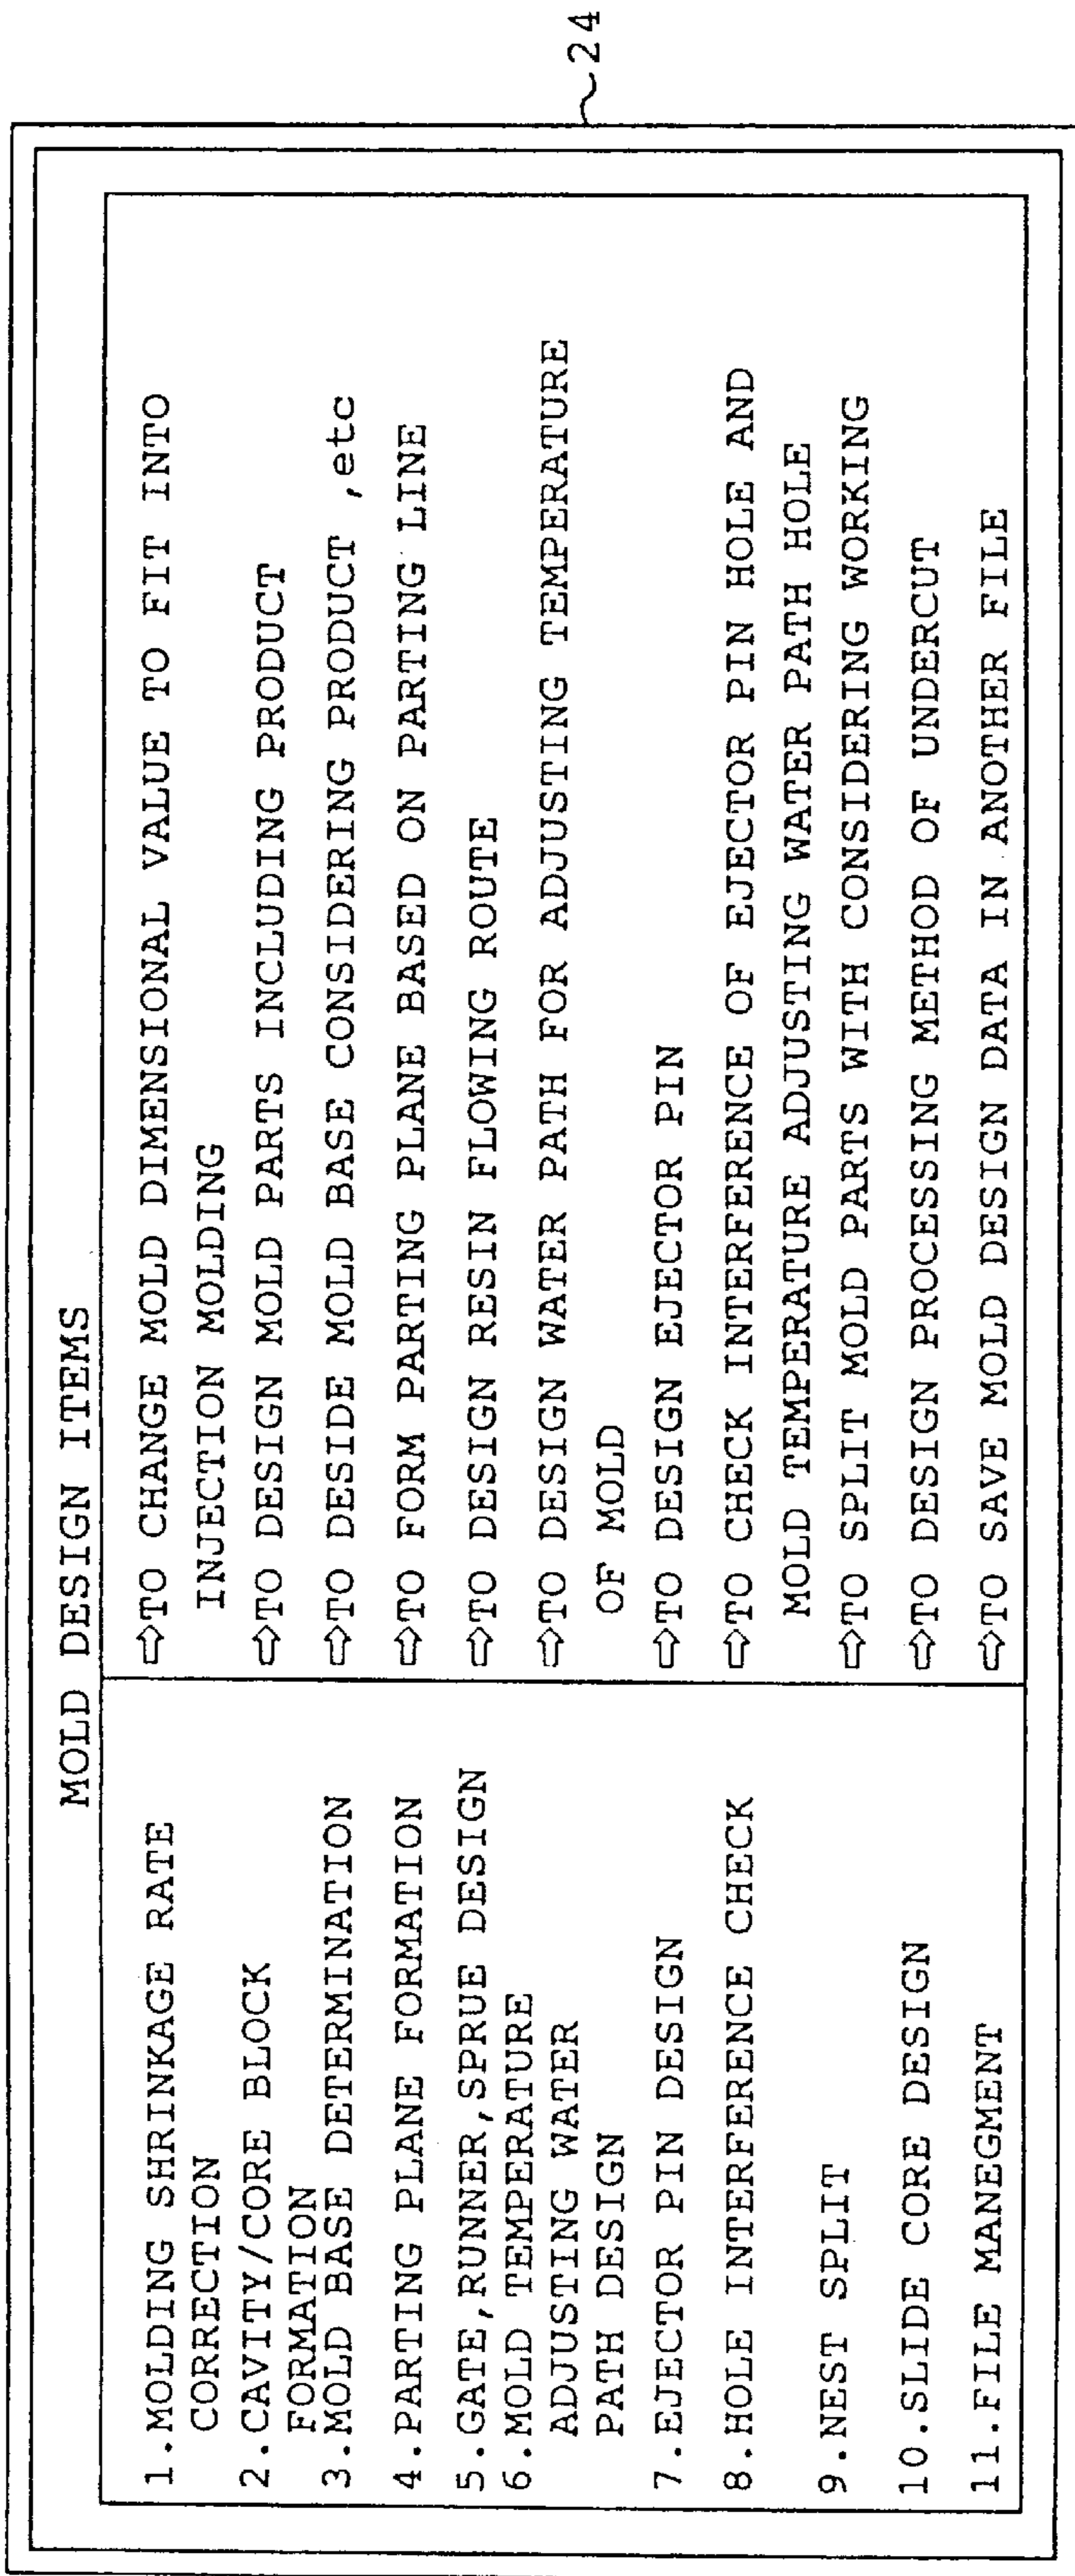 MOLD DESIGN ITEMS
1.MOLDING SHRINKAGE RATE
CORRECTION
⇨TO CHANGE MOLD DIMENSIONAL VALUE TO FIT INTO
INJECTION MOLDING
2.CAVITY/CORE BLOCK
FORMATION
⇨TO DESIGN MOLD PARTS INCLUDING PRODUCT
3.MOLD BASE DETERMINATION
⇨TO DESIDE MOLD BASE CONSIDERING PRODUCT ,etc
4.PARTING PLANE FORMATION
⇨TO FORM PARTING PLANE BASED ON PARTING LINE
5.GATE,RUNNER,SPRUE DESIGN
⇨TO DESIGN RESIN FLOWING ROUTE
6.MOLD TEMPERATURE
ADJUSTING WATER
PATH DESIGN
⇨TO DESIGN WATER PATH FOR ADJUSTING TEMPERATURE
OF MOLD
7.EJECTOR PIN DESIGN
⇨TO DESIGN EJECTOR PIN
8.HOLE INTERFERENCE CHECK
⇨TO CHECK INTERFERENCE OF EJECTOR PIN HOLE AND
MOLD TEMPERATURE ADJUSTING WATER PATH HOLE
9.NEST SPLIT
⇨TO SPLIT MOLD PARTS WITH CONSIDERING WORKING
10.SLIDE CORE DESIGN
⇨TO DESIGN PROCESSING METHOD OF UNDERCUT
11.FILE MANEGMENT
⇨TO SAVE MOLD DESIGN DATA IN ANOTHER FILE
24